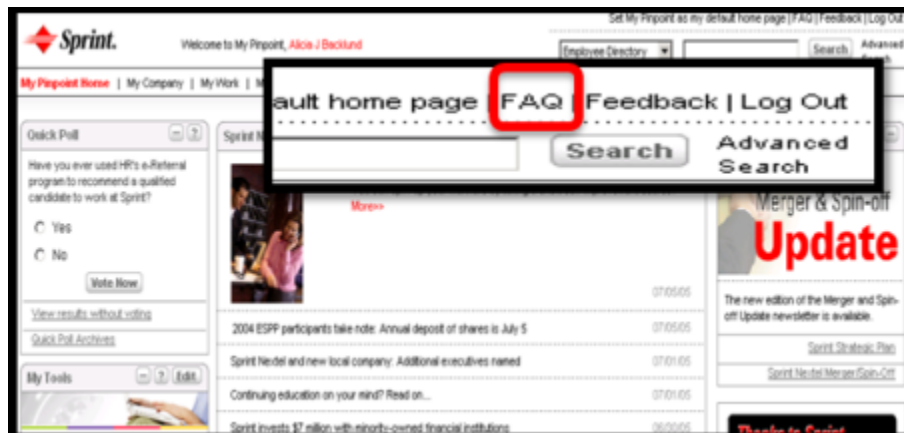 Set My Pinpoint as my default home page | FAQ | Feedback | Log Out
Sprint.
Welcome to My Pinpoint, Alicia J Backlund
Employee Directory
Search
Advanced
My Pinpoint Home | My Company | My Work | M
ault home page | FAQ | Feedback | Log Out
Search
Advanced
Search
Quick Poll
Have you ever used HR's e-Referral
program to recommend a qualified
candidate to work at Sprint?
Yes
No
Vote Now
View results without voting
Quick Poll Archives
My Tools
Edit
Sprint N
More>>
07/05/05
2004 ESPP participants take note: Annual deposit of shares is July 5
07/05/05
Sprint Nextel and new local company: Additional executives named
07/01/05
Continuing education on your mind? Read on...
07/01/05
Sprint invests $7 million with minority-owned financial institutions
06/30/05
Merger & Spin-off
Update
The new edition of the Merger and Spin-
off Update newsletter is available.
Sprint Strategic Plan
Sprint Nextel Merger/Spin-Off
Thanks to Sprint